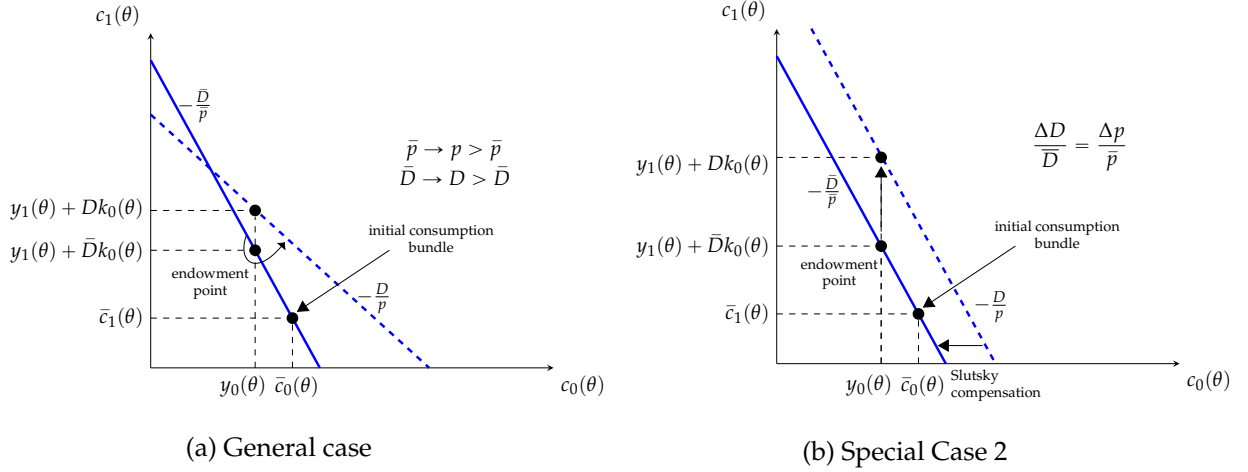 c₁(θ)
−D̄/p̄
p̄ → p > p̄
D̄ → D > D̄
y₁(θ) + Dk₀(θ)
y₁(θ) + D̄k₀(θ)
initial consumption
bundle
endowment
point
−D/p
c̄₁(θ)
y₀(θ) c̄₀(θ)
c₀(θ)
(a) General case
c₁(θ)
ΔD/D̄ = Δp/p̄
y₁(θ) + Dk₀(θ)
−D̄/p̄
y₁(θ) + D̄k₀(θ)
initial consumption
bundle
endowment
point
c̄₁(θ)
−D/p
y₀(θ) c̄₀(θ)
Slutsky
compensation
c₀(θ)
(b) Special Case 2